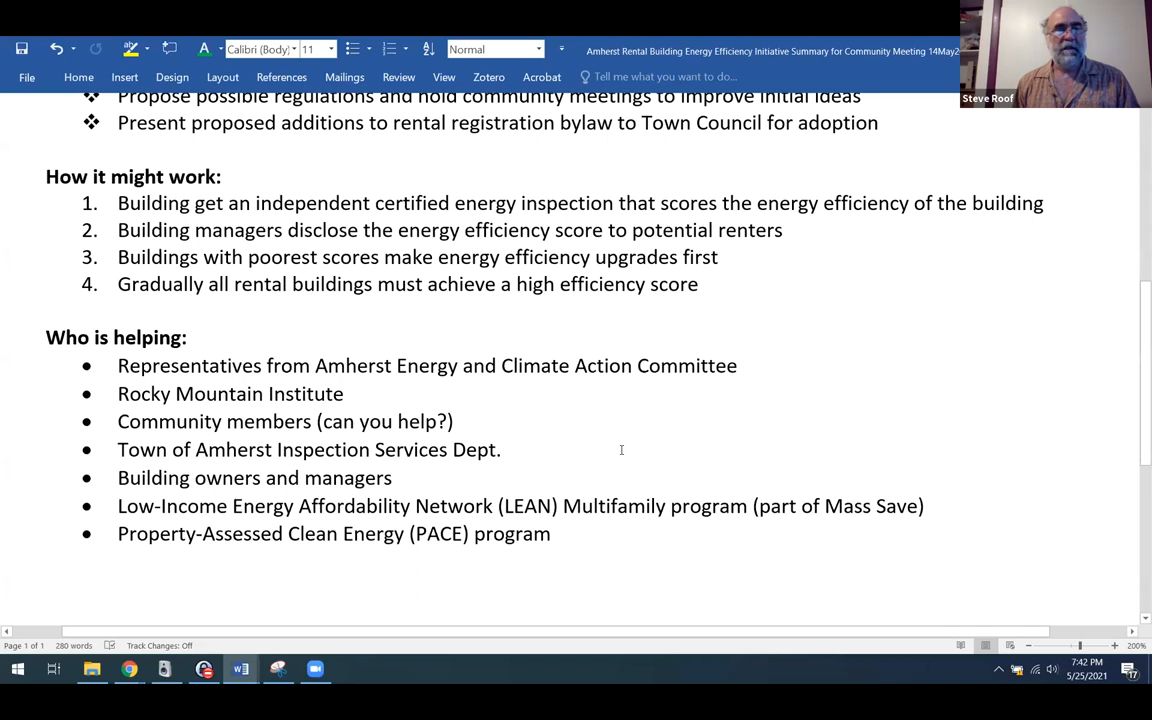 Calibri (Body)
11
Normal
Amherst Rental Building Energy Efficiency Initiative Summary for Community Meeting 14May2
File Home Insert Design Layout References Mailings Review View Zotero Acrobat Tell me what you want to do...
Steve Roof
Propose possible regulations and hold community meetings to improve initial ideas
Present proposed additions to rental registration bylaw to Town Council for adoption
How it might work:
1. Building get an independent certified energy inspection that scores the energy efficiency of the building
2. Building managers disclose the energy efficiency score to potential renters
3. Buildings with poorest scores make energy efficiency upgrades first
4. Gradually all rental buildings must achieve a high efficiency score
Who is helping:
• Representatives from Amherst Energy and Climate Action Committee
• Rocky Mountain Institute
• Community members (can you help?)
• Town of Amherst Inspection Services Dept.
• Building owners and managers
• Low-Income Energy Affordability Network (LEAN) Multifamily program (part of Mass Save)
• Property-Assessed Clean Energy (PACE) program
Page 1 of 1 280 words Track Changes: Off 200%
7:42 PM
5/25/2021
17